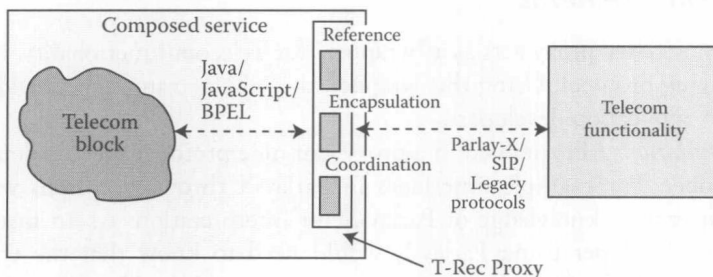 Composed service
Reference
Java/
JavaScript/
BPEL
Telecom
block
Encapsulation
Coordination
Parlay-X/
SIP/
Legacy
protocols
Telecom
functionality
T-Rec Proxy